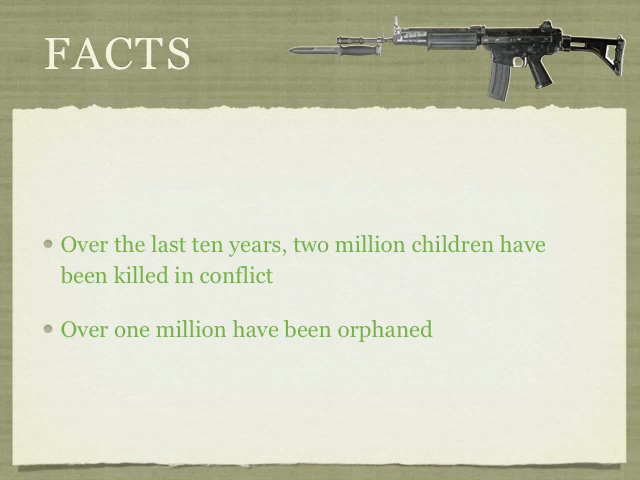 FACTS
Over the last ten years, two million children have
been killed in conflict
Over one million have been orphaned